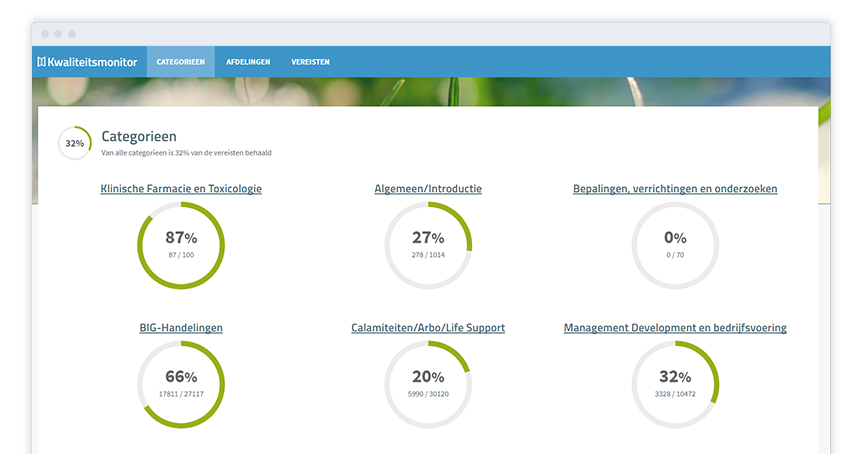 Kwaliteitsmonitor CATEGORIEEN AFDELINGEN VEREISTEN
32% Categorieen
Van alle categorieen is 32% van de vereisten behaald
Klinische Farmacie en Toxicologie
87%
87 / 100
Algemeen/Introductie
27%
278 / 1014
Bepalingen, verrichtingen en onderzoeken
0%
0 / 70
BIG-Handelingen
66%
17811 / 27117
Calamiteiten/Arbo/Life Support
20%
5990 / 30120
Management Development en bedrijfsvoering
32%
3328 / 10472